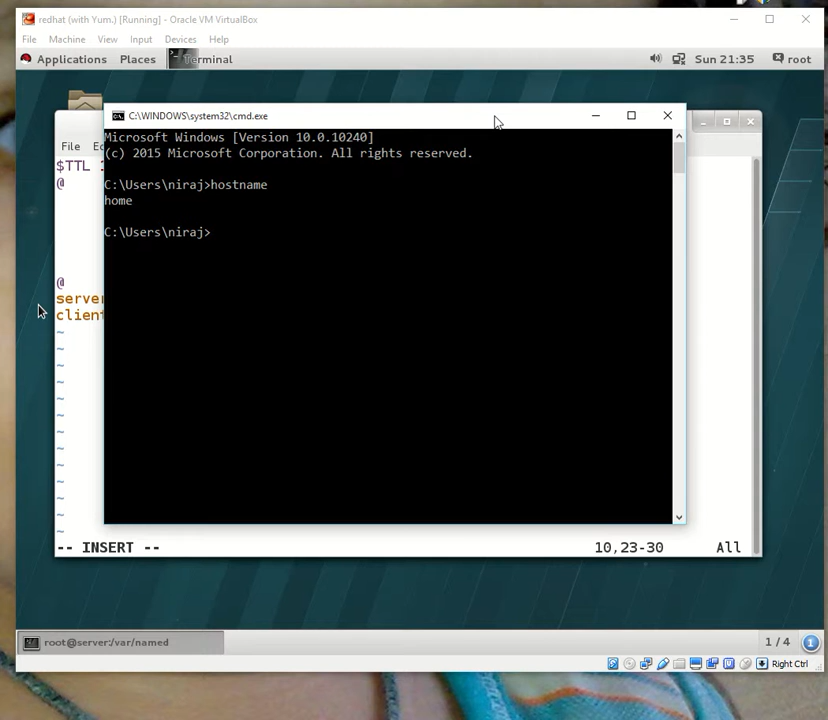 redhat (with Yum.) [Running] - Oracle VM VirtualBox
File Machine View Input Devices Help
Applications Places Terminal Sun 21:35 root
C:\WINDOWS\system32\cmd.exe
Microsoft Windows [Version 10.0.10240]
(c) 2015 Microsoft Corporation. All rights reserved.
C:\Users\niraj>hostname
home
C:\Users\niraj>
File
$TTL
@
@
server
client
~
~
~
~
~
~
~
~
~
~
~
~
~
-- INSERT -- 10,23-30 All
root@server:/var/named 1 / 4 1
Right Ctrl